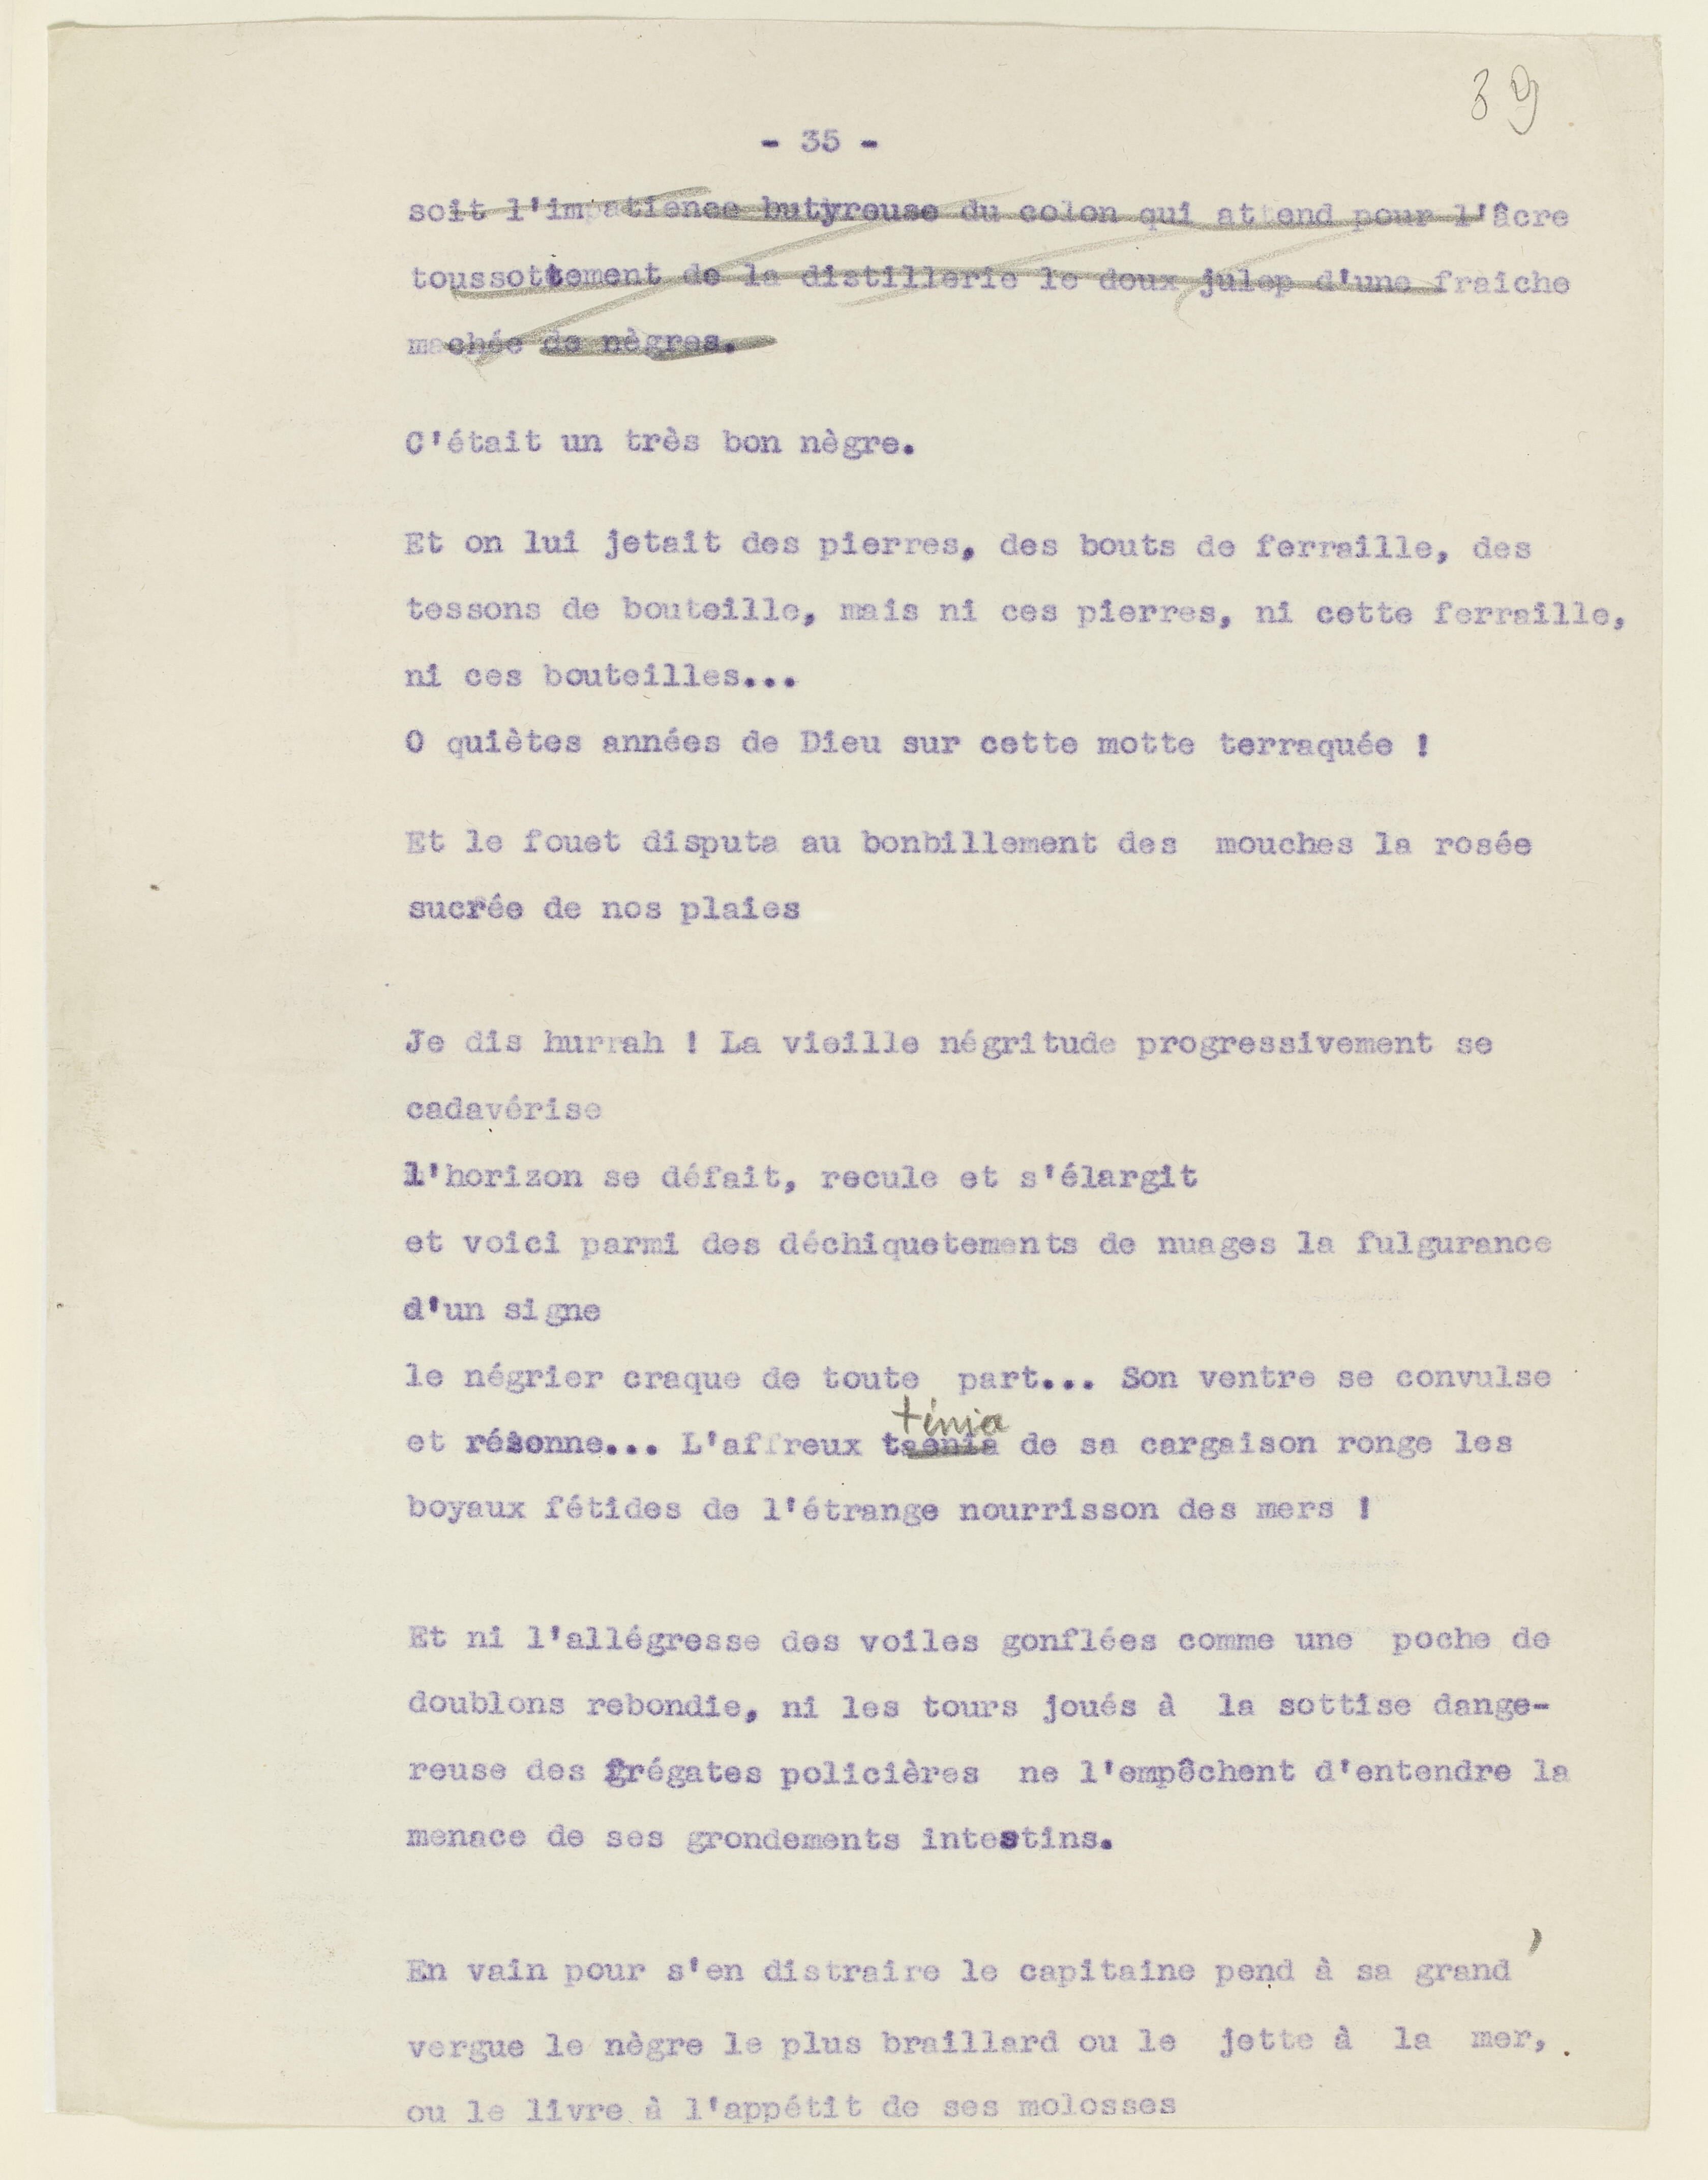 39
- 35 -
soit l'impatience butyreuse du colon qui attend pour l'âcre
toussottement de la distillerie le doux julep d'une fraiche
machée de nègres.
C'était un très bon nègre.
Et on lui jetait des pierres, des bouts de ferraille, des
tessons de bouteille, mais ni ces pierres, ni cette ferraille,
ni ces bouteilles...
O quiètes années de Dieu sur cette motte terraquée !
Et le fouet disputa au bonbillement des mouches la rosée
sucrée de nos plaies
Je dis hurrah ! La vieille négritude progressivement se
cadavérise
l'horizon se défait, recule et s'élargit
et voici parmi des déchiquetements de nuages la fulgurance
d'un signe
le négrier craque de toute part... Son ventre se convulse
ténia
et résonne... L'affreux taenia de sa cargaison ronge les
boyaux fétides de l'étrange nourrisson des mers !
Et ni l'allégresse des voiles gonflées comme une poche de
doublons rebondie, ni les tours joués à la sottise dange-
reuse des frégates policières ne l'empêchent d'entendre la
menace de ses grondements intestins.
En vain pour s'en distraire le capitaine pend à sa grand'
vergue le nègre le plus braillard ou le jette à la mer,
ou le livre à l'appétit de ses molosses